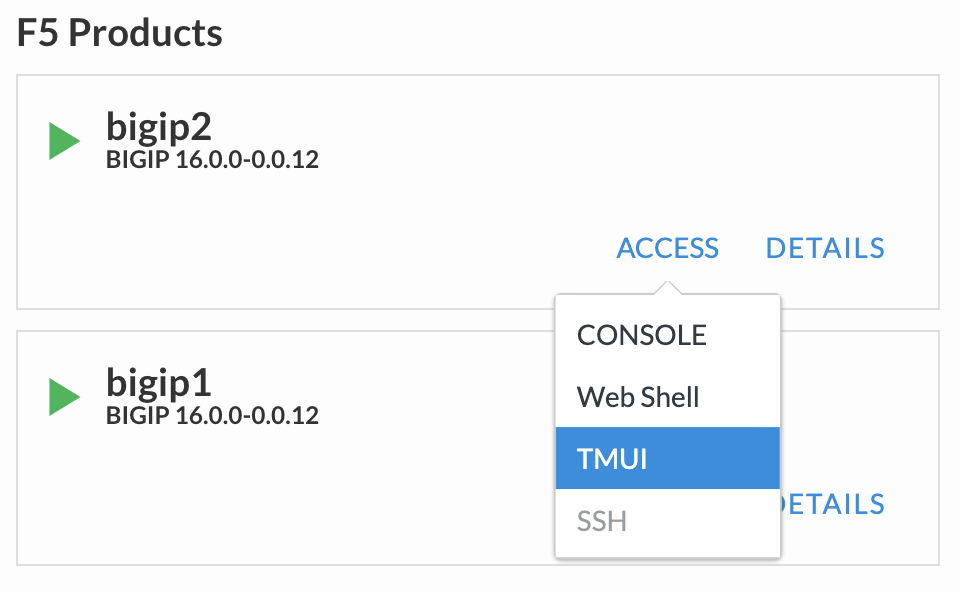 F5 Products
bigip2
BIGIP 16.0.0-0.0.12
ACCESS DETAILS
CONSOLE
Web Shell
TMUI
SSH
bigip1
BIGIP 16.0.0-0.0.12
DETAILS